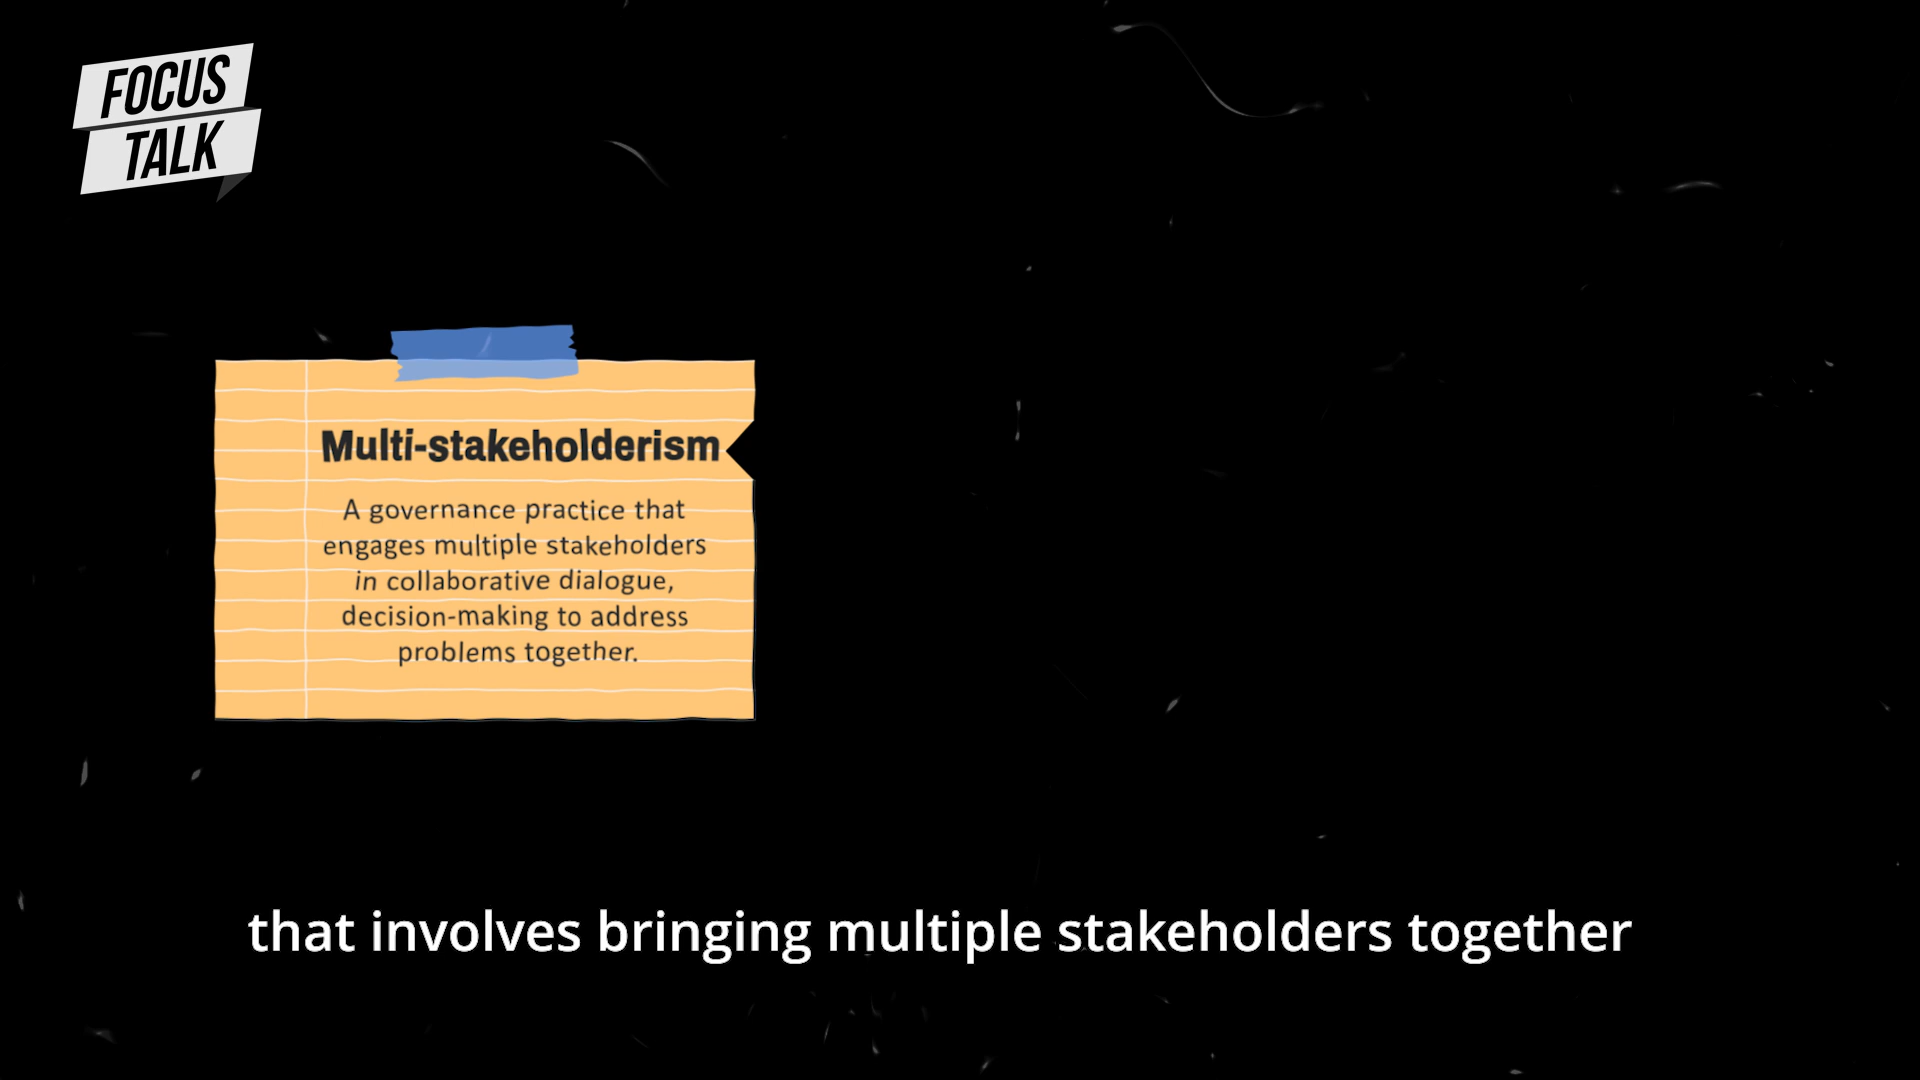 FOCUS
TALK
Multi-stakeholderism
A governance practice that
engages multiple stakeholders
in collaborative dialogue,
decision-making to address
problems together.
that involves bringing multiple stakeholders together